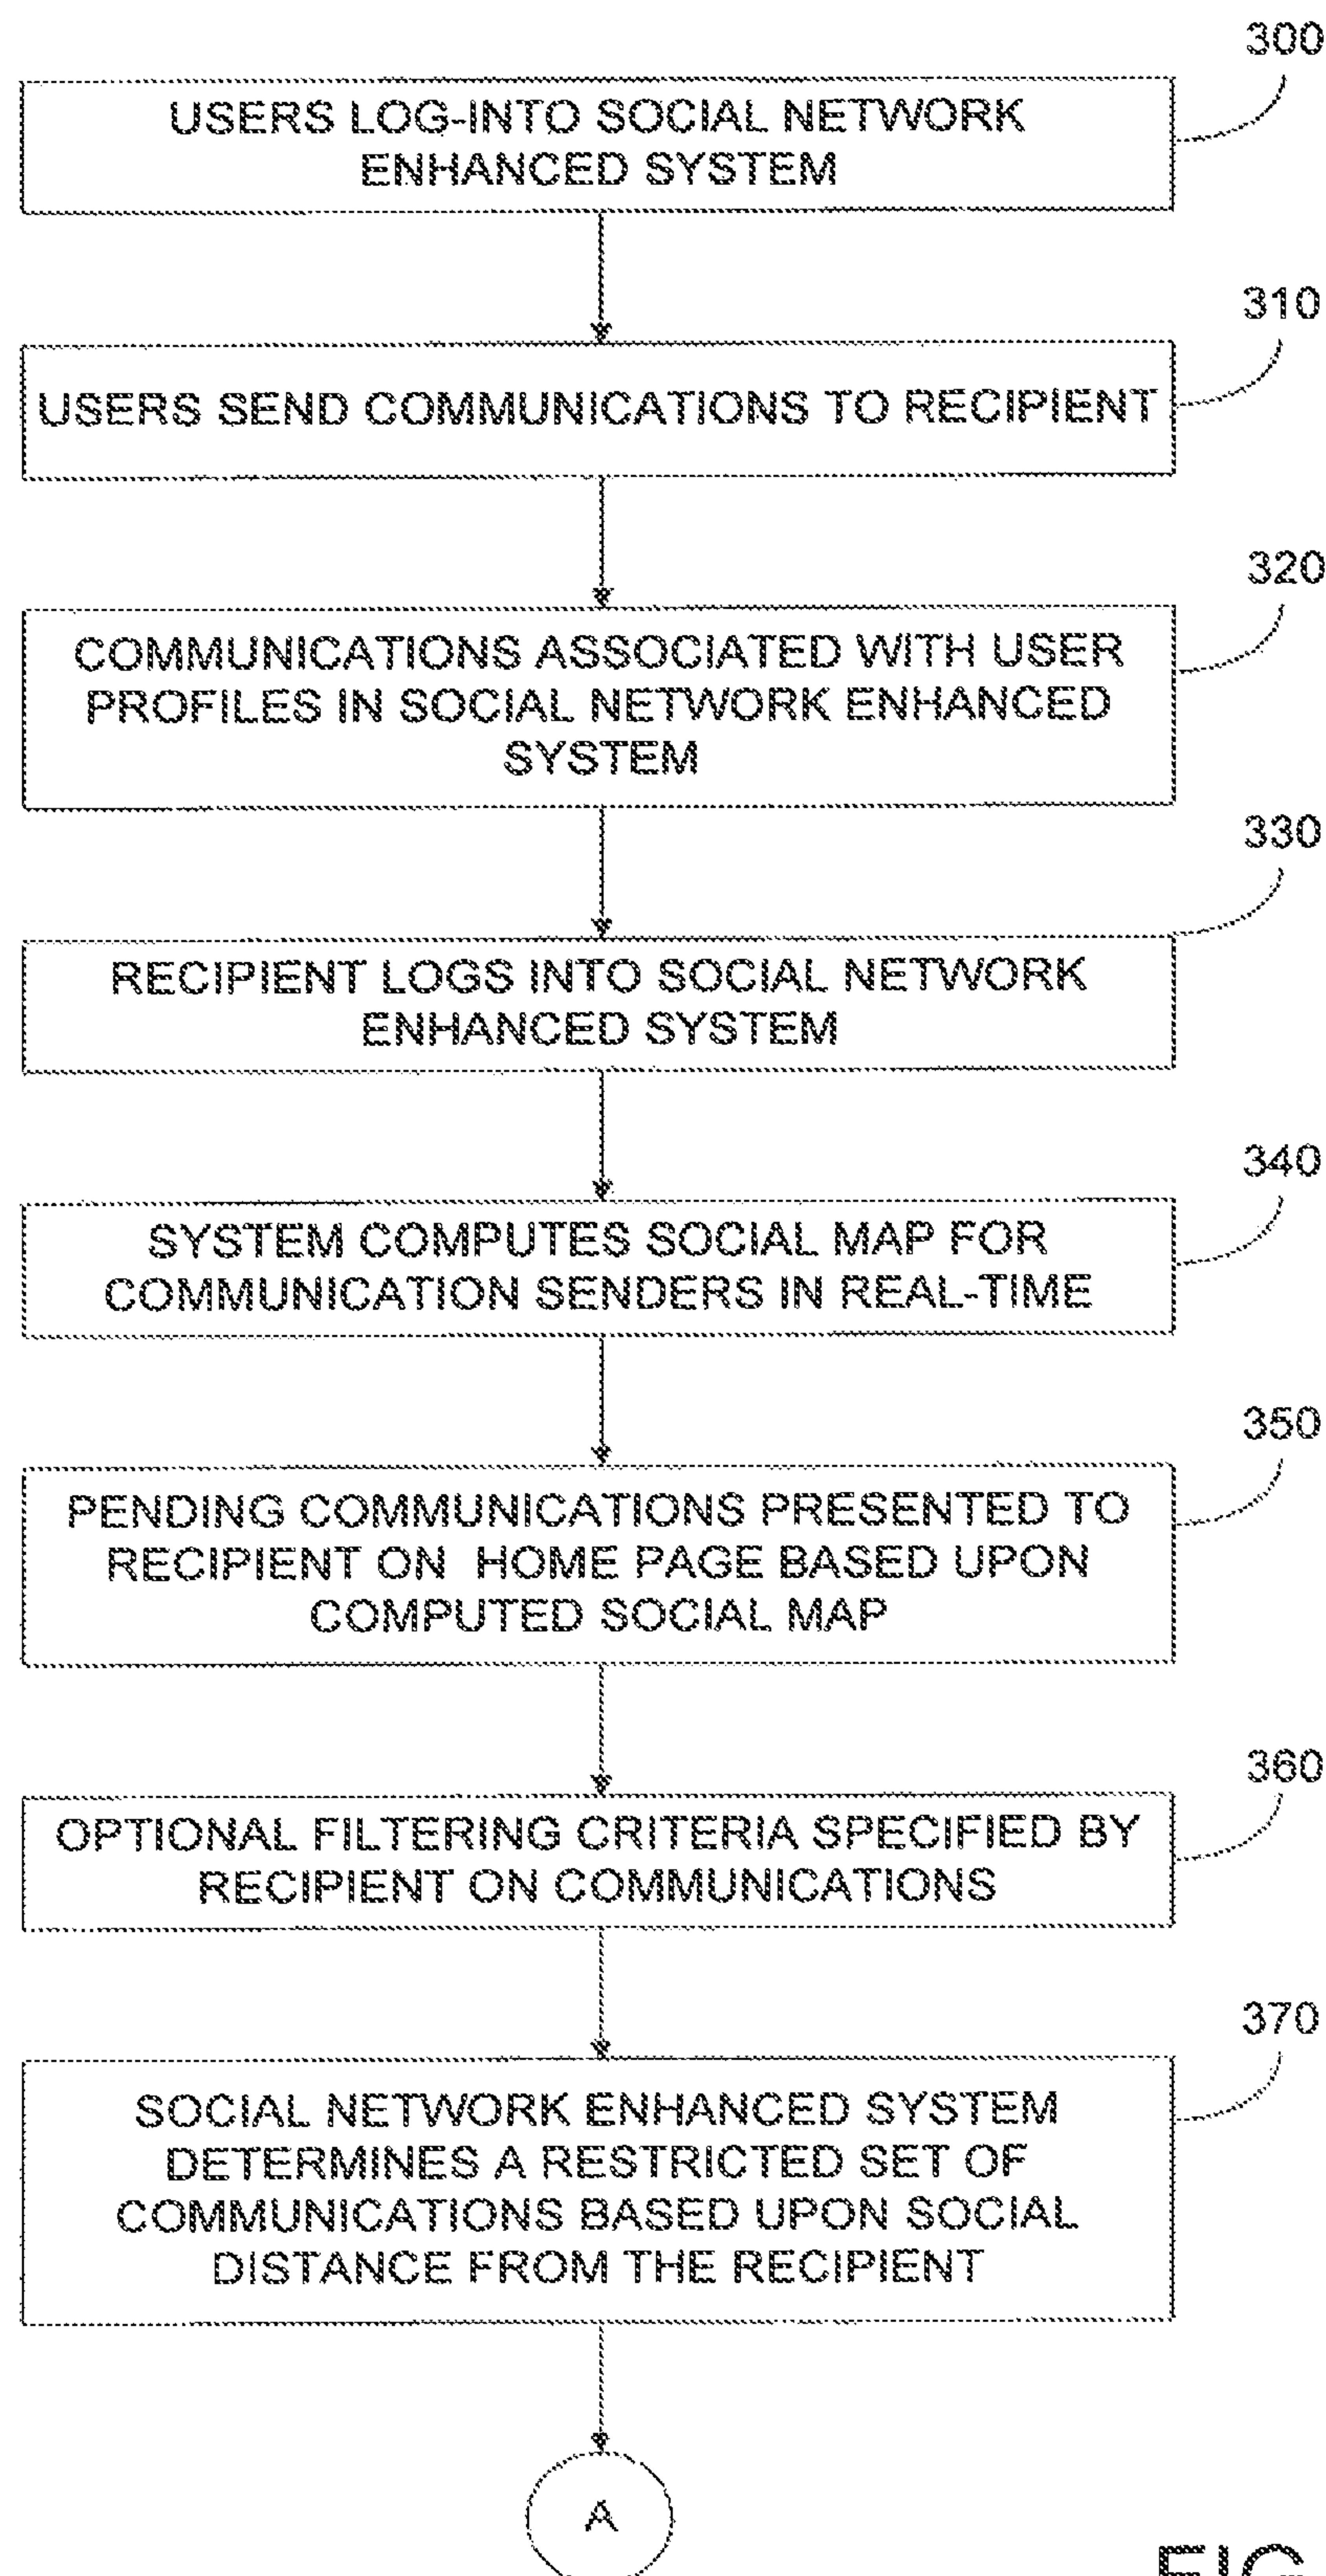 300
USERS LOG-INTO SOCIAL NETWORK
ENHANCED SYSTEM
310
USERS SEND COMMUNICATIONS TO RECIPIENT
320
COMMUNICATIONS ASSOCIATED WITH USER
PROFILES IN SOCIAL NETWORK ENHANCED
SYSTEM
330
RECIPIENT LOGS INTO SOCIAL NETWORK
ENHANCED SYSTEM
340
SYSTEM COMPUTES SOCIAL MAP FOR
COMMUNICATION SENDERS IN REAL-TIME
350
PENDING COMMUNICATIONS PRESENTED TO
RECIPIENT ON HOME PAGE BASED UPON
COMPUTED SOCIAL MAP
360
OPTIONAL FILTERING CRITERIA SPECIFIED BY
RECIPIENT ON COMMUNICATIONS
370
SOCIAL NETWORK ENHANCED SYSTEM
DETERMINES A RESTRICTED SET OF
COMMUNICATIONS BASED UPON SOCIAL
DISTANCE FROM THE RECIPIENT
A
FIG